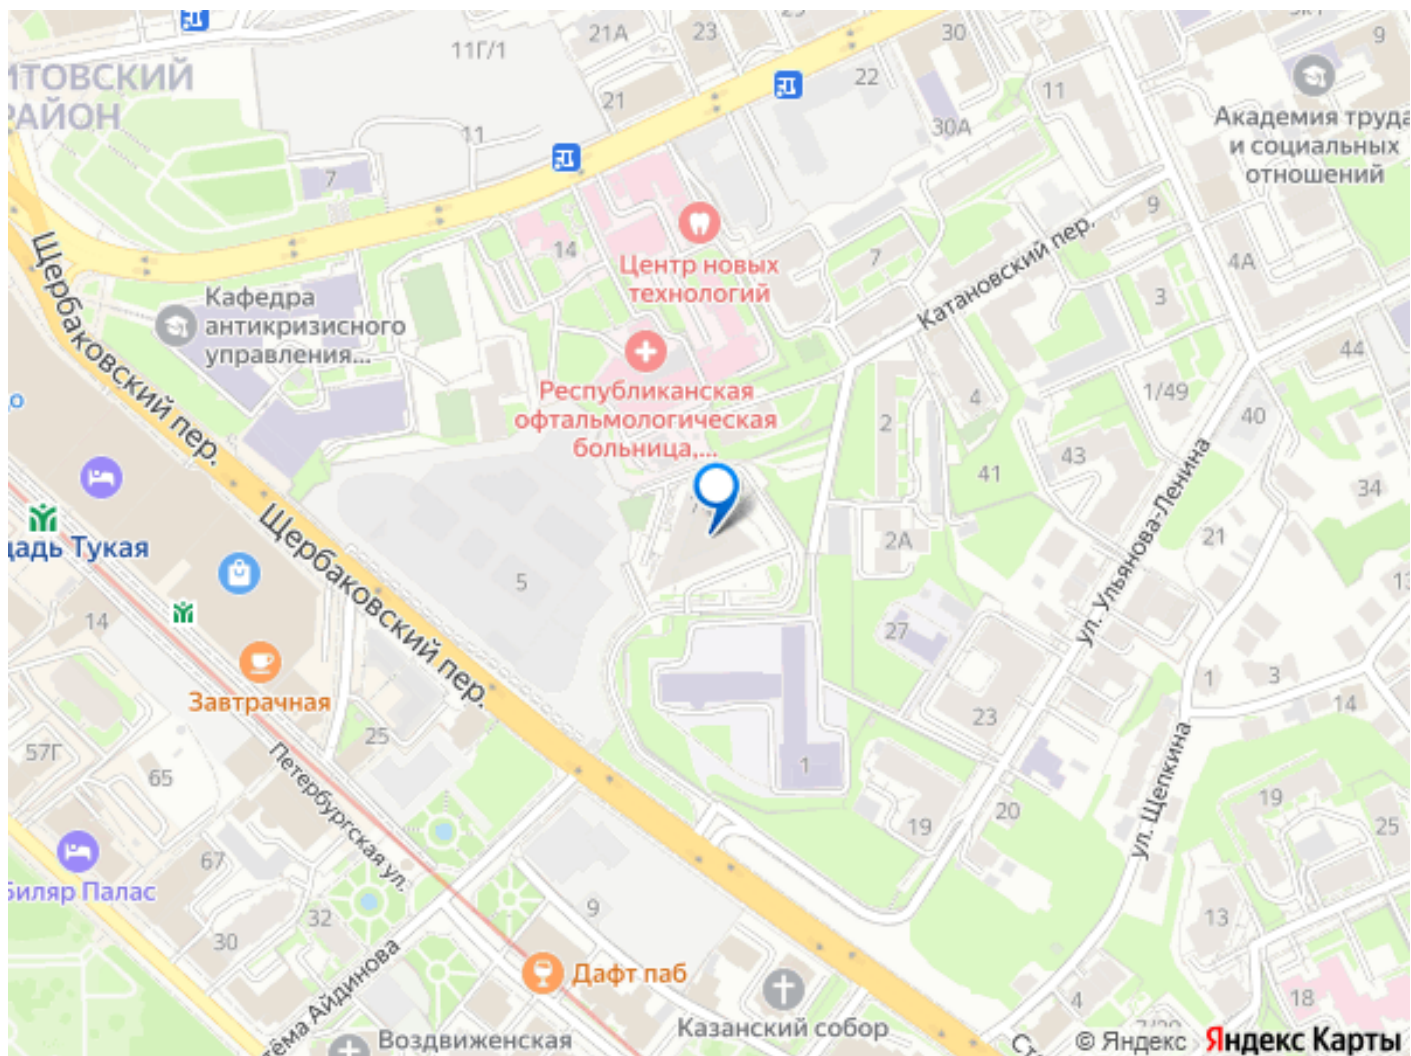 11Г/1
21А
23
30
9
ИТОВСКИЙ
РАЙОН
22
21
11
11
30А
Академия труда
и социальных
отношений
7
9
14
Центр новых
технологий
7
Катановский пер.
4А
3
Щербаковский пер.
Кафедра
антикризисного
управления...
44
Республиканская
офтальмологическая
больница,...
2
4
1/49
40
43
41
34
щадь Тукая
Щербаковский пер.
2А
ул. Ульянова-Ленина
21
5
14
27
Завтрачная
1
3
14
23
25
57Г
65
Петербургская ул.
1
ул. Щепкина
19
20
19
25
67
Биляр Палас
32
30
9
13
Дафт паб
Казанский собор
тёма Айдинова
Воздвиженская
4
18
© Яндекс Яндекс Карты